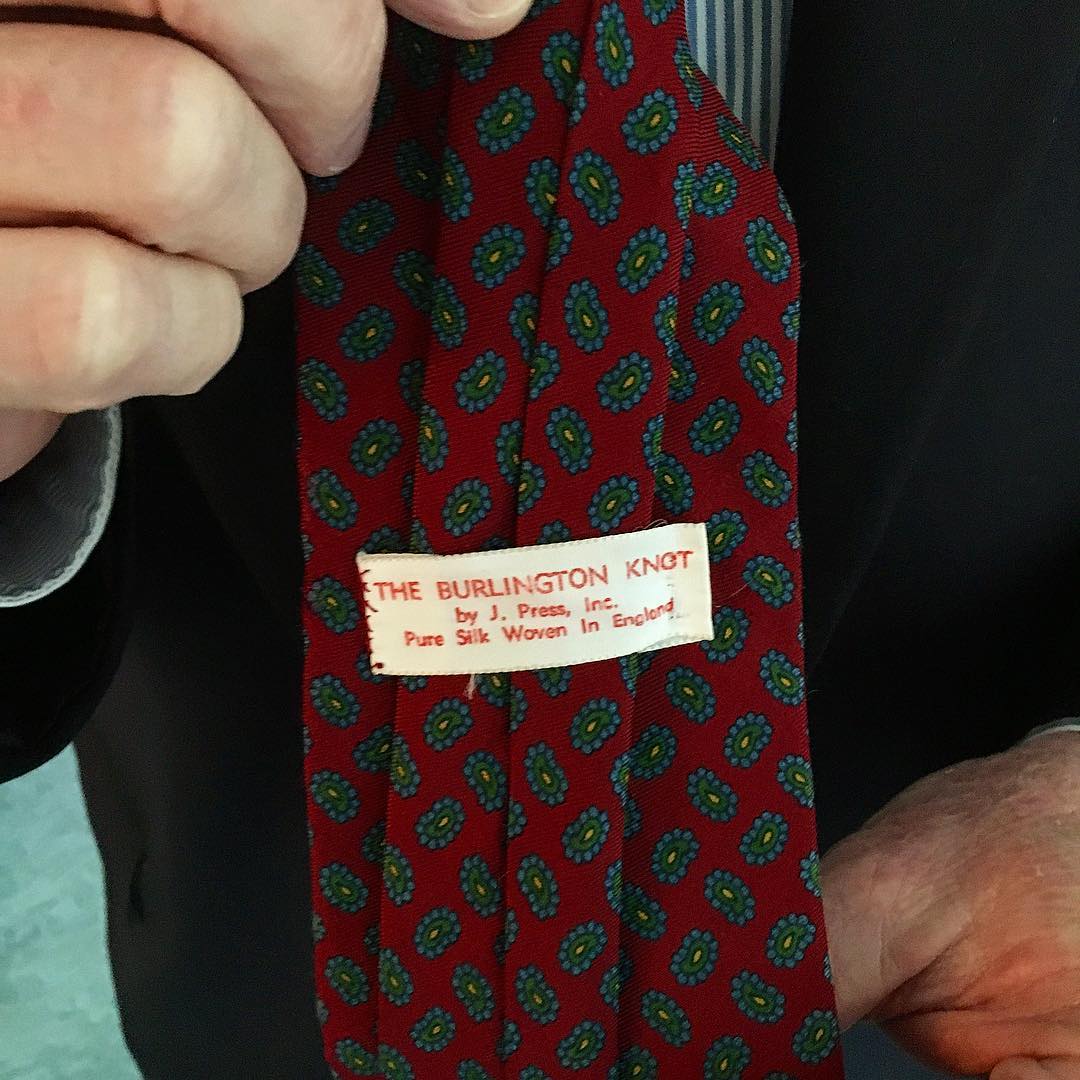 THE BURLINGTON KNOT
by J. Press, Inc.
Pure Silk Woven In England